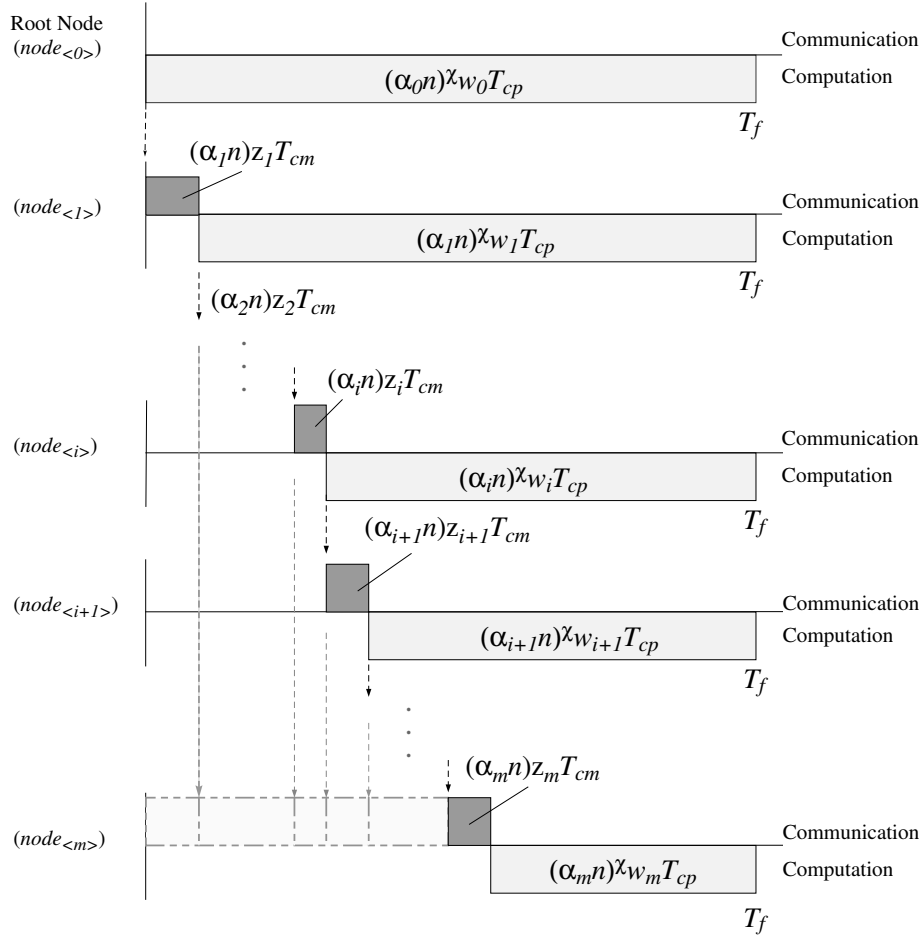 Root Node
(node<0>)
Communication
(α0n)χw0Tcp
Computation
Tf
(α1n)z1Tcm
(node<1>)
Communication
(α1n)χw1Tcp
Computation
Tf
(α2n)z2Tcm
(αin)ziTcm
(node<i>)
Communication
(αin)χwiTcp
Computation
Tf
(αi+1n)zi+1Tcm
(node<i+1>)
Communication
(αi+1n)χwi+1Tcp
Computation
Tf
(αmn)zmTcm
(node<m>)
Communication
(αmn)χwmTcp
Computation
Tf